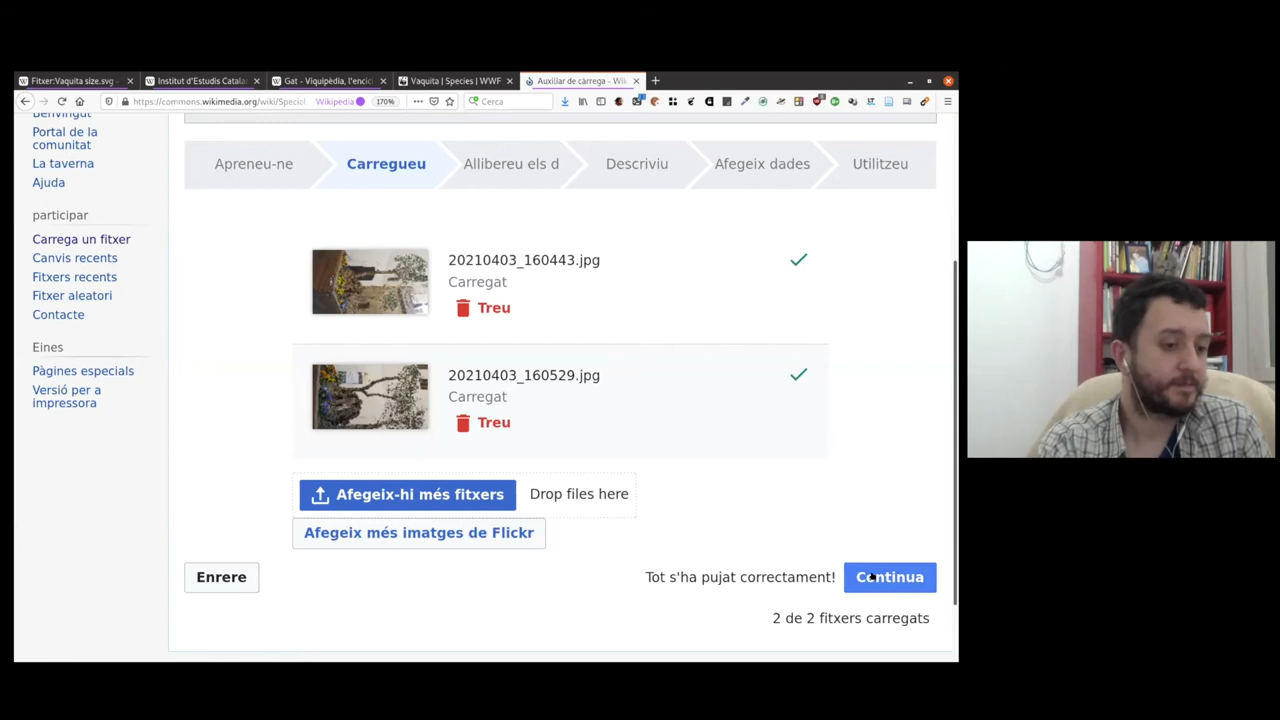 Fitxer:Vaquita size.svg -
Institut d'Estudis Catala
Gat - Viquipèdia, l'encicl
Vaquita | Species | WWF
Auxiliar de càrrega - Wik
https://commons.wikimedia.org/wiki/Special
Wikipedia
170%
Cerca
Benvingut
Portal de la
comunitat
La taverna
Ajuda
participar
Carrega un fitxer
Canvis recents
Fitxers recents
Fitxer aleatori
Contacte
Eines
Pàgines especials
Versió per a
impressora
Apreneu-ne
Carregueu
Allibereu els d
Descriviu
Afegeix dades
Utilitzeu
20210403_160443.jpg
Carregat
Treu
20210403_160529.jpg
Carregat
Treu
Afegeix-hi més fitxers
Drop files here
Afegeix més imatges de Flickr
Enrere
Tot s'ha pujat correctament!
Continua
2 de 2 fitxers carregats